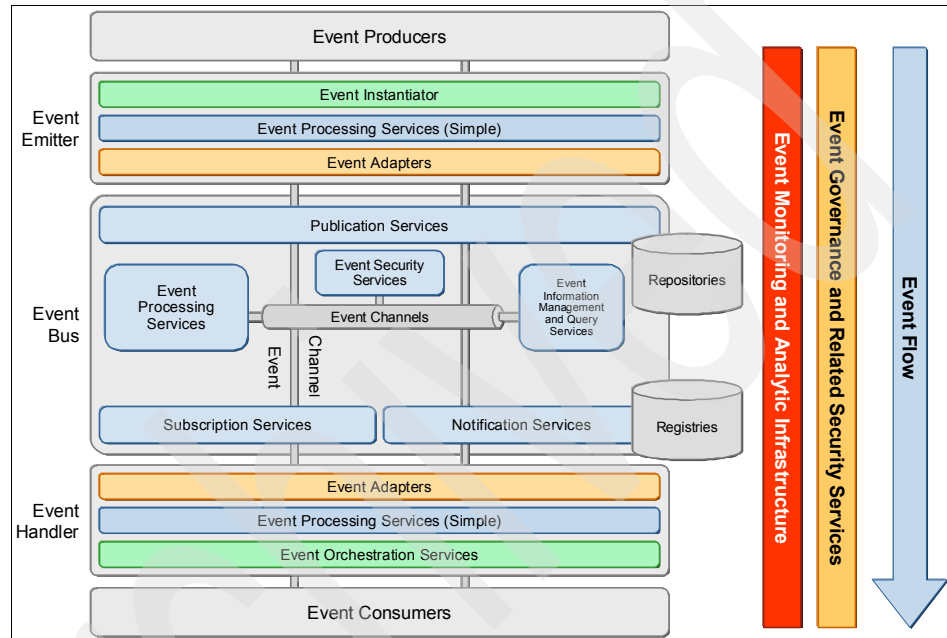 Event Producers
Event
Emitter
Event Instantiator
Event Processing Services (Simple)
Event Adapters
Event
Bus
Publication Services
Event
Processing
Services
Event Security
Services
Event Channels
Event
Information
Management
and Query
Services
Repositories
Event
Channel
Subscription Services
Notification Services
Registries
Event
Handler
Event Adapters
Event Processing Services (Simple)
Event Orchestration Services
Event Consumers
Event Monitoring and Analytic Infrastructure
Event Governance and Related Security Services
Event Flow